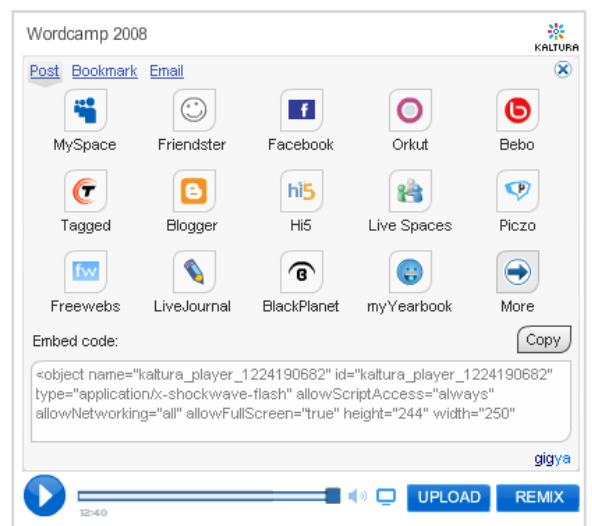 Wordcamp 2008
KALTURA
Post Bookmark Email
f
MySpace Friendster Facebook Orkut Bebo
T B hi5 P
Tagged Blogger Hi5 Live Spaces Piczo
fw B
Freewebs LiveJournal BlackPlanet myYearbook More
Embed code: Copy
<object name="kaltura_player_1224190682" id="kaltura_player_1224190682"
type="application/x-shockwave-flash" allowScriptAccess="always"
allowNetworking="all" allowFullScreen="true" height="244" width="250"
gigya
UPLOAD REMIX
12:40